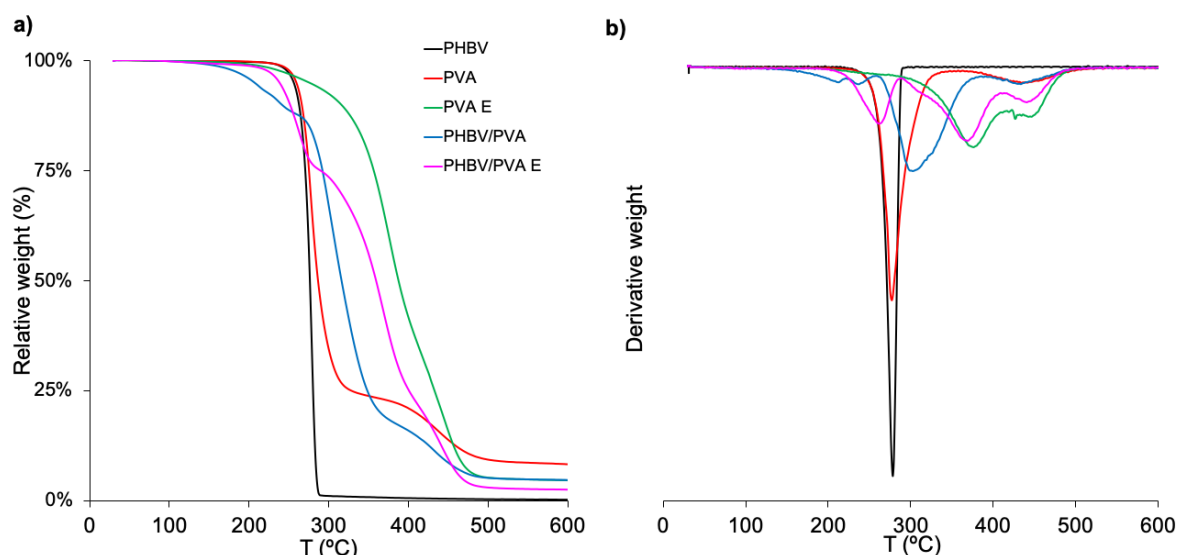 a)
PHBV
PVA
PVA E
PHBV/PVA
PHBV/PVA E
100%
75%
50%
25%
0%
Relative weight (%)
0 100 200 300 400 500 600
T (ºC)
b)
Derivative weight
0 100 200 300 400 500 600
T (ºC)